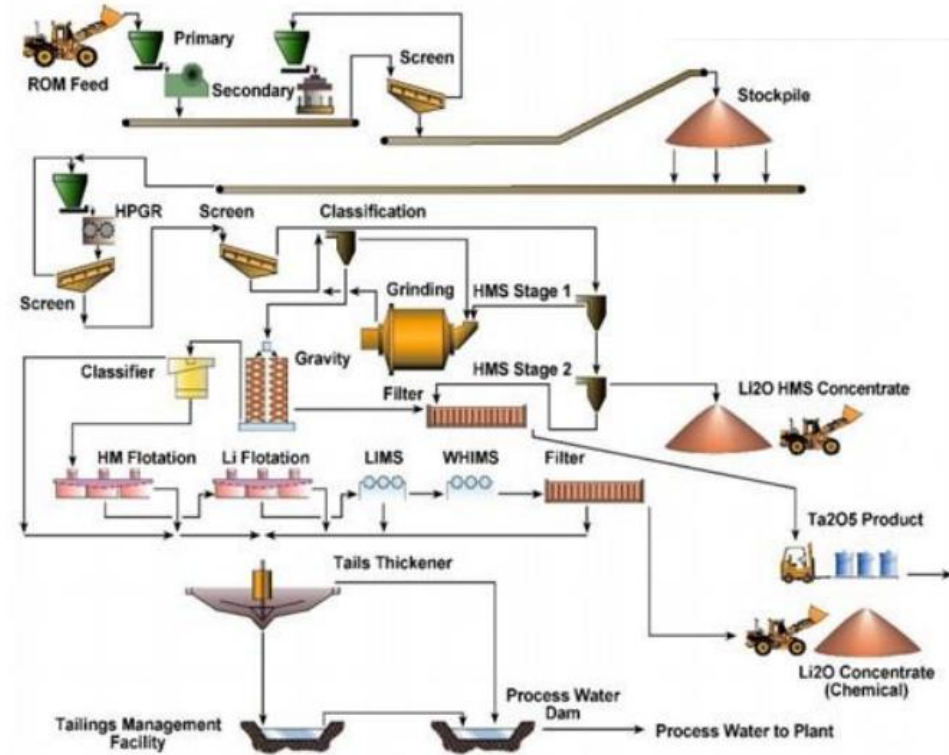 Primary
ROM Feed
Secondary
Screen
Stockpile
HPGR
Screen
Classification
Screen
Grinding
HMS Stage 1
Classifier
Gravity
HMS Stage 2
Filter
Li2O HMS Concentrate
HM Flotation
Li Flotation
LIMS
WHIMS
Filter
Ta2O5 Product
Tails Thickener
Li2O Concentrate
(Chemical)
Process Water
Dam
Tailings Management
Facility
Process Water to Plant